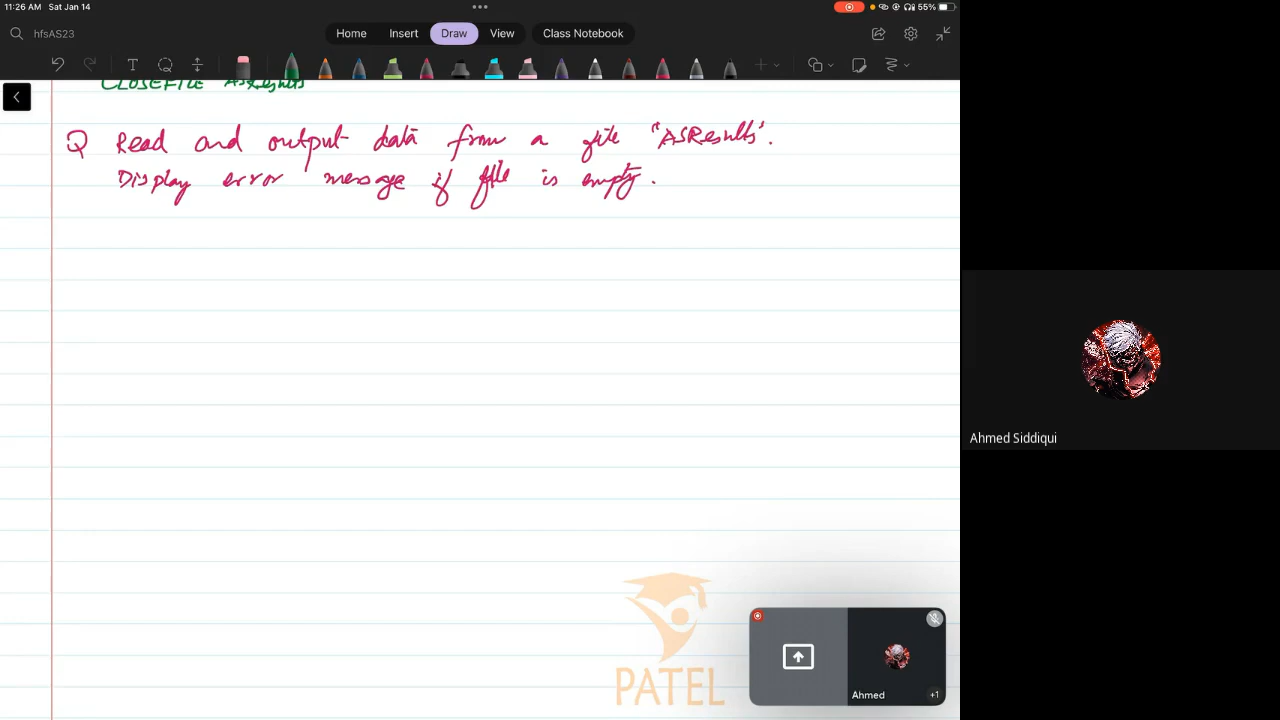 11:26 AM Sat Jan 14
55%
hfsAS23
Home Insert Draw View Class Notebook
CLOSEFILE ASResults
Q Read and output data from a file "ASResults".
Display error message if file is empty.
Ahmed Siddiqui
PATEL
Ahmed +1